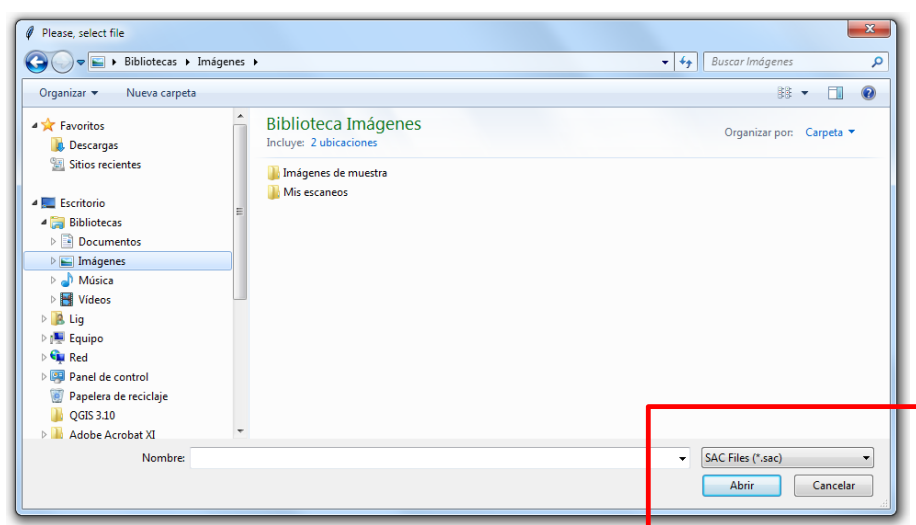 Please, select file
Bibliotecas Imágenes
Buscar Imágenes
Organizar Nueva carpeta
Favoritos
Descargas
Sitios recientes
Escritorio
Bibliotecas
Documentos
Imágenes
Música
Vídeos
Lig
Equipo
Red
Panel de control
Papelera de reciclaje
QGIS 3.10
Adobe Acrobat XI
Biblioteca Imágenes
Incluye: 2 ubicaciones
Organizar por: Carpeta
Imágenes de muestra
Mis escaneos
Nombre:
SAC Files (*.sac)
Abrir Cancelar